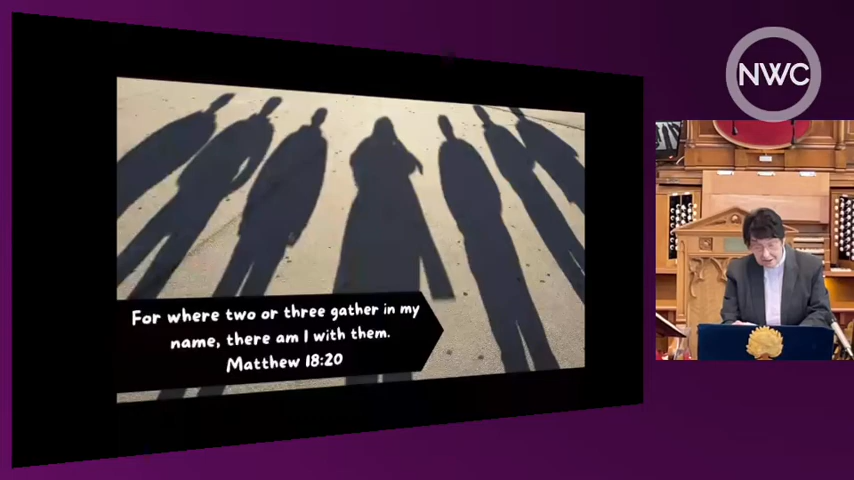 NWC
For where two or three gather in my
name, there am I with them.
Matthew 18:20